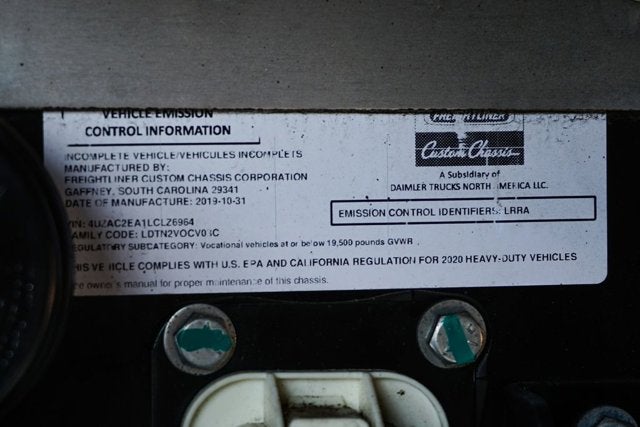 VEHICLE EMISSION
CONTROL INFORMATION
INCOMPLETE VEHICLE/VEHICULES INCOMPLETS
MANUFACTURED BY:
FREIGHTLINER CUSTOM CHASSIS CORPORATION
GAFFNEY, SOUTH CAROLINA 29341
DATE OF MANUFACTURE: 2019-10-31
VIN: 4UZAC2EA1LCLZ6964
FAMILY CODE:
REGULATORY SUBCATEGORY: Vocational vehicles at or below 19,500 pounds GVWR
THIS VEHICLE COMPLIES WITH U.S. EPA AND CALIFORNIA REGULATION FOR 2020 HEAVY-DUTY VEHICLES
owner's manual for proper maintenance of this chassis.
FREIGHTLINER
Custom Chassis
A Subsidiary of
DAIMLER TRUCKS NORTH AMERICA LLC.
EMISSION CONTROL IDENTIFIERS: LRRA